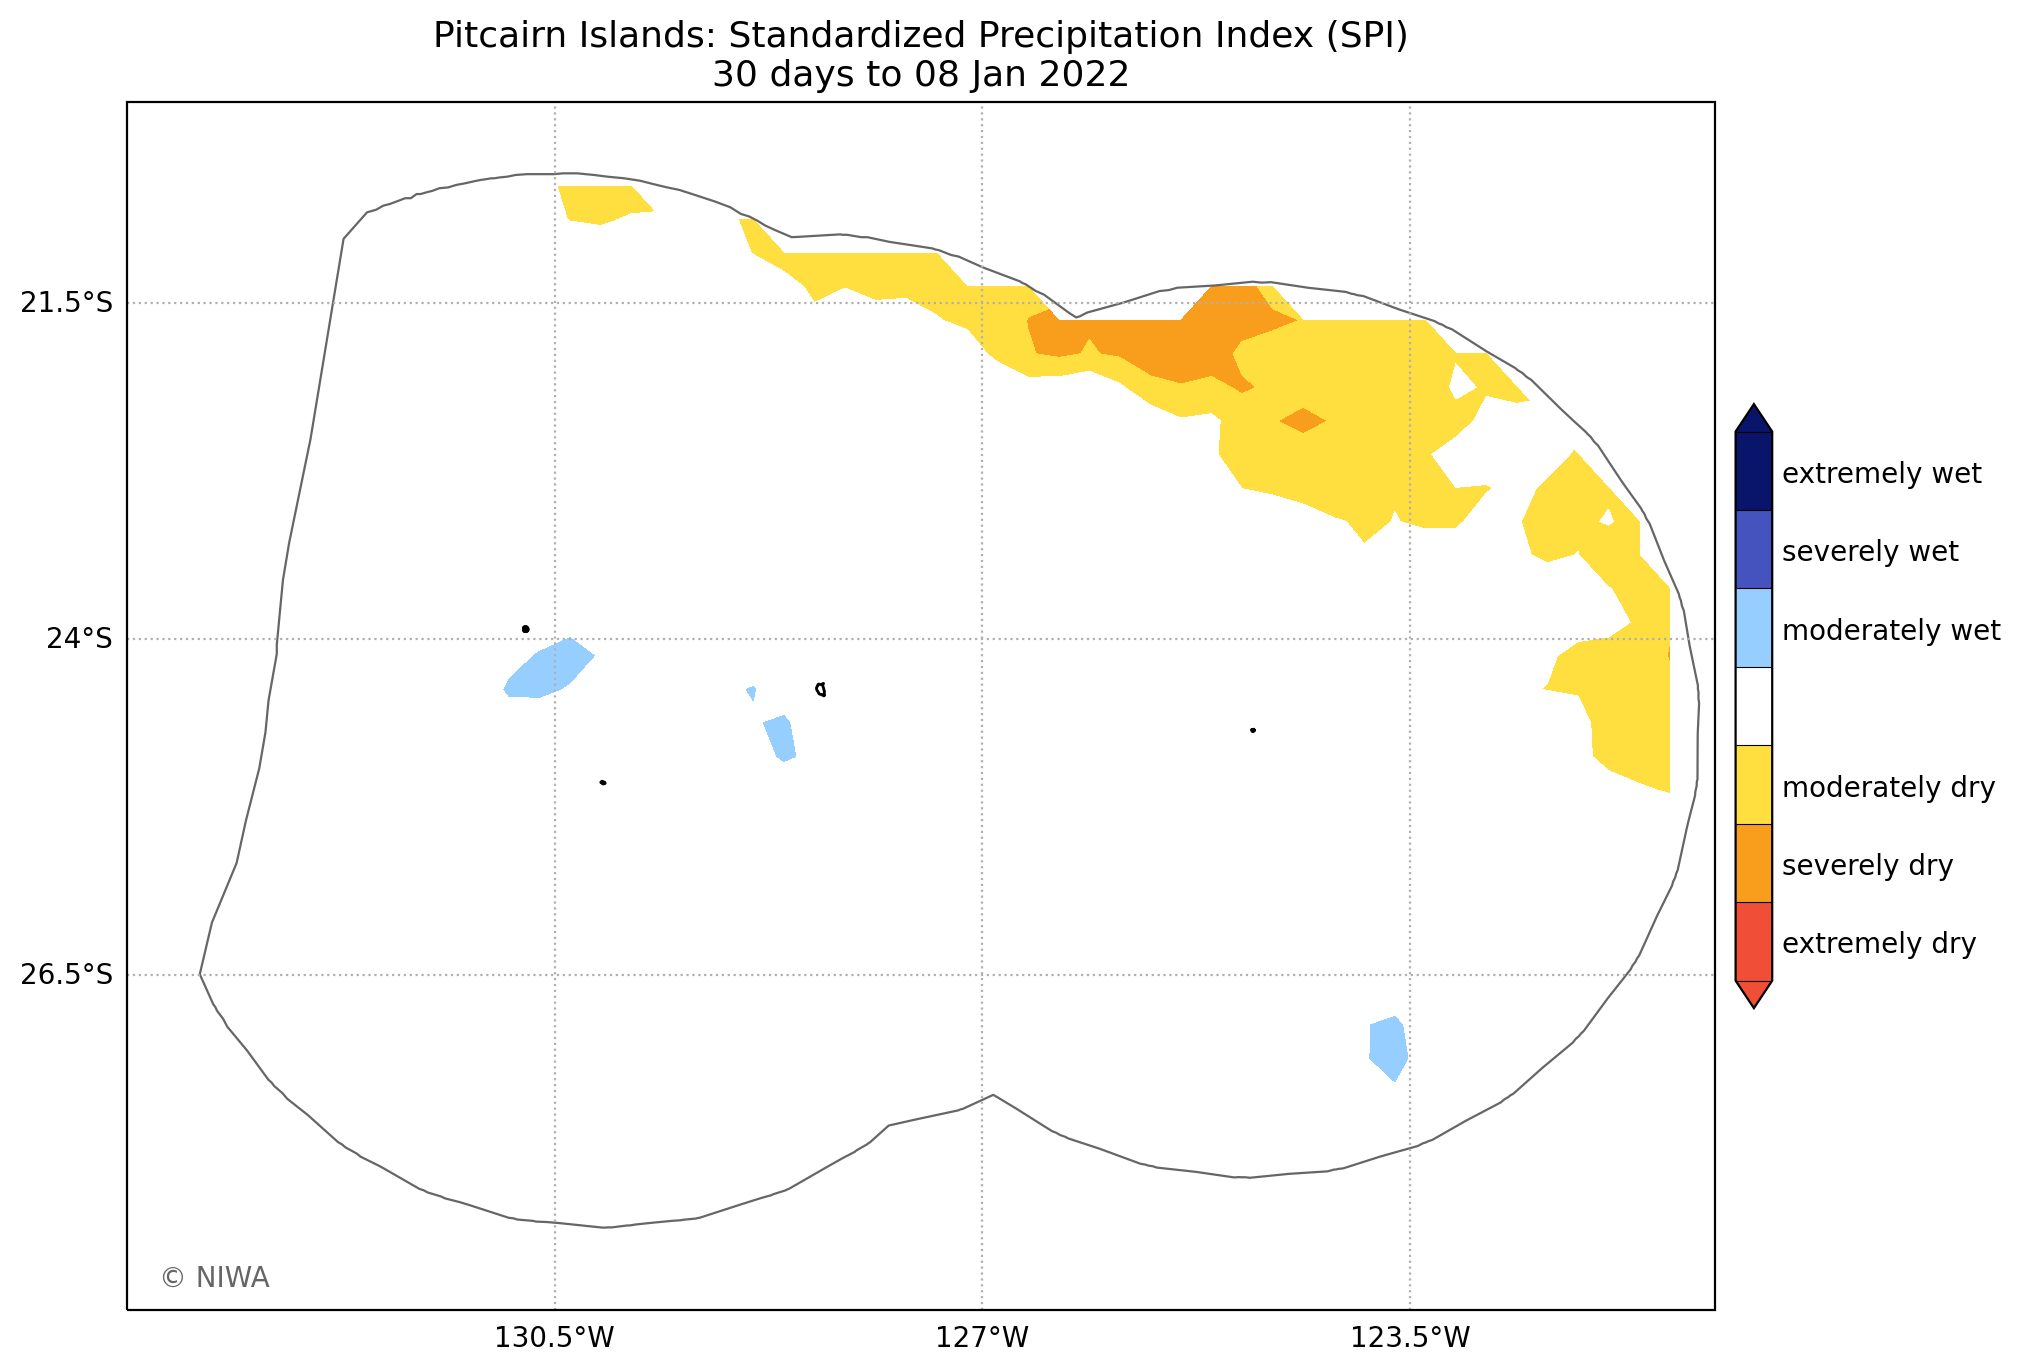 Pitcairn Islands: Standardized Precipitation Index (SPI)
30 days to 08 Jan 2022
21.5°S
24°S
26.5°S
130.5°W
127°W
123.5°W
extremely wet
severely wet
moderately wet
moderately dry
severely dry
extremely dry
© NIWA